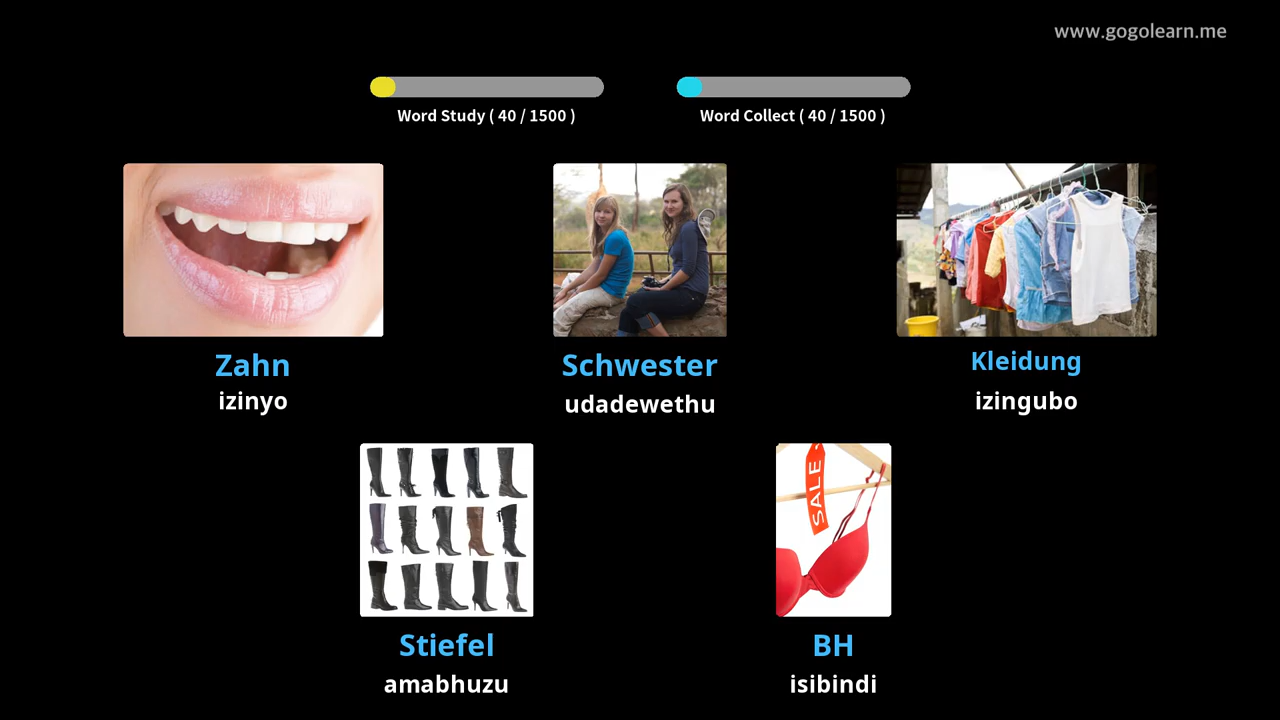 www.gogolearn.me
Word Study ( 40 / 1500 )
Word Collect ( 40 / 1500 )
Zahn
izinyo
Schwester
udadewethu
Kleidung
izingubo
SALE
Stiefel
amabhuzu
BH
isibindi